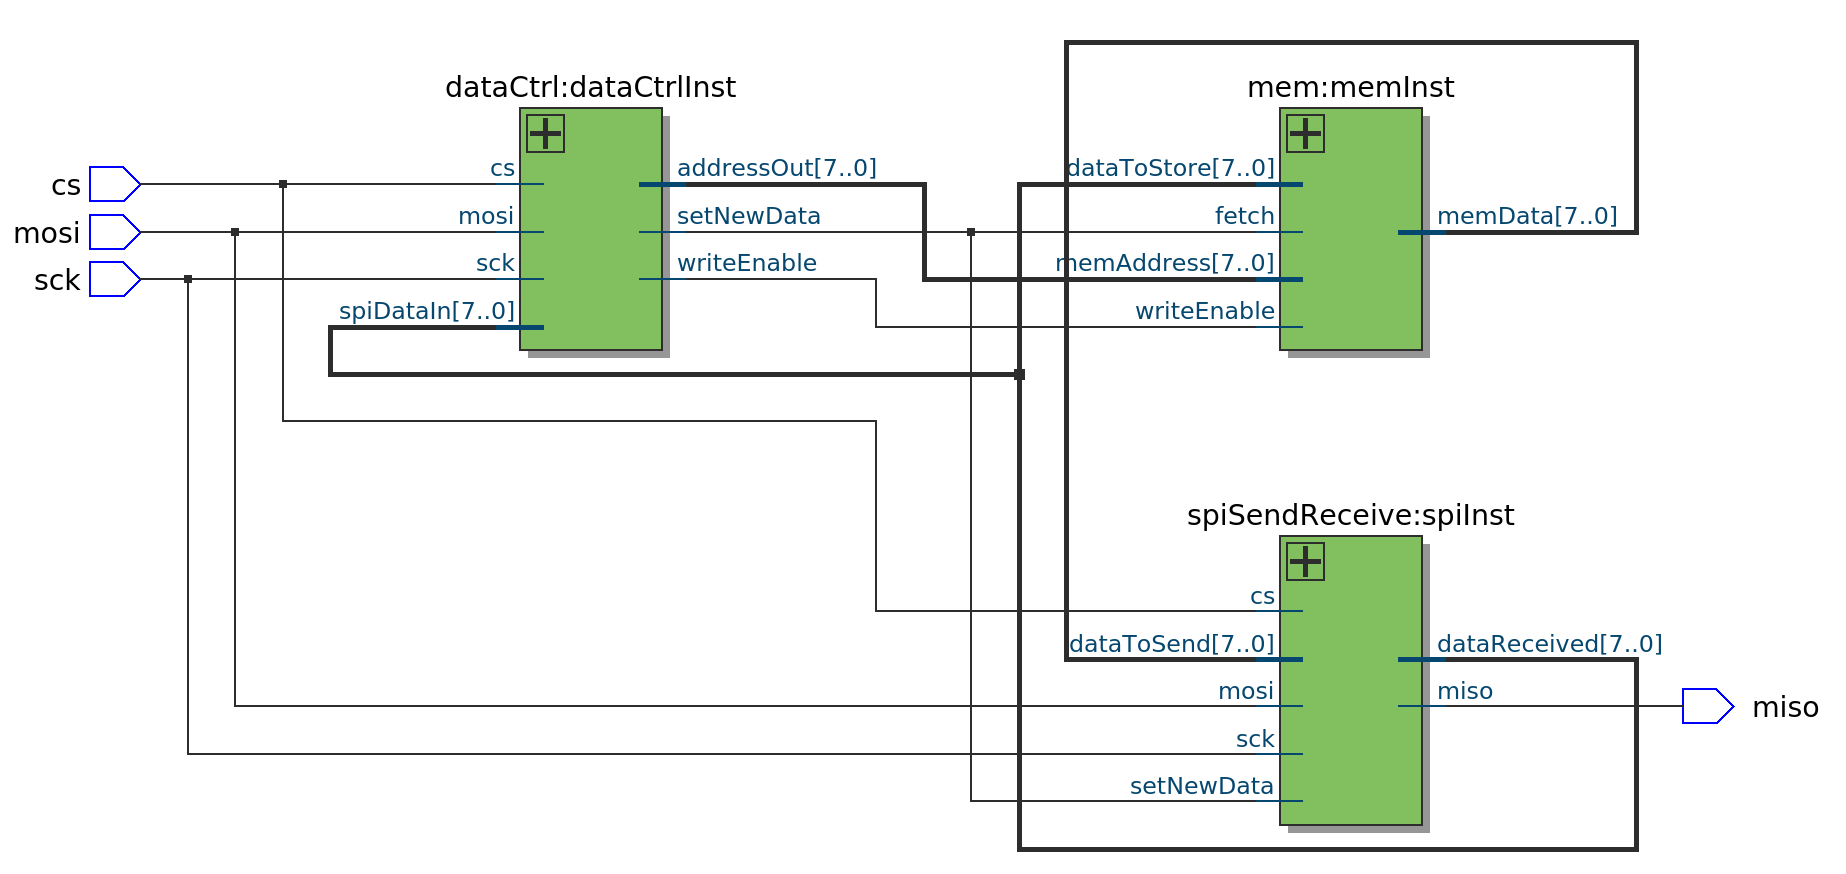 dataCtrl:dataCtrlInst
mem:memInst
cs
mosi
sck
cs
mosi
sck
spiDataIn[7..0]
addressOut[7..0]
setNewData
writeEnable
dataToStore[7..0]
fetch
memAddress[7..0]
writeEnable
memData[7..0]
spiSendReceive:spiInst
cs
dataToSend[7..0]
mosi
sck
setNewData
dataReceived[7..0]
miso
miso